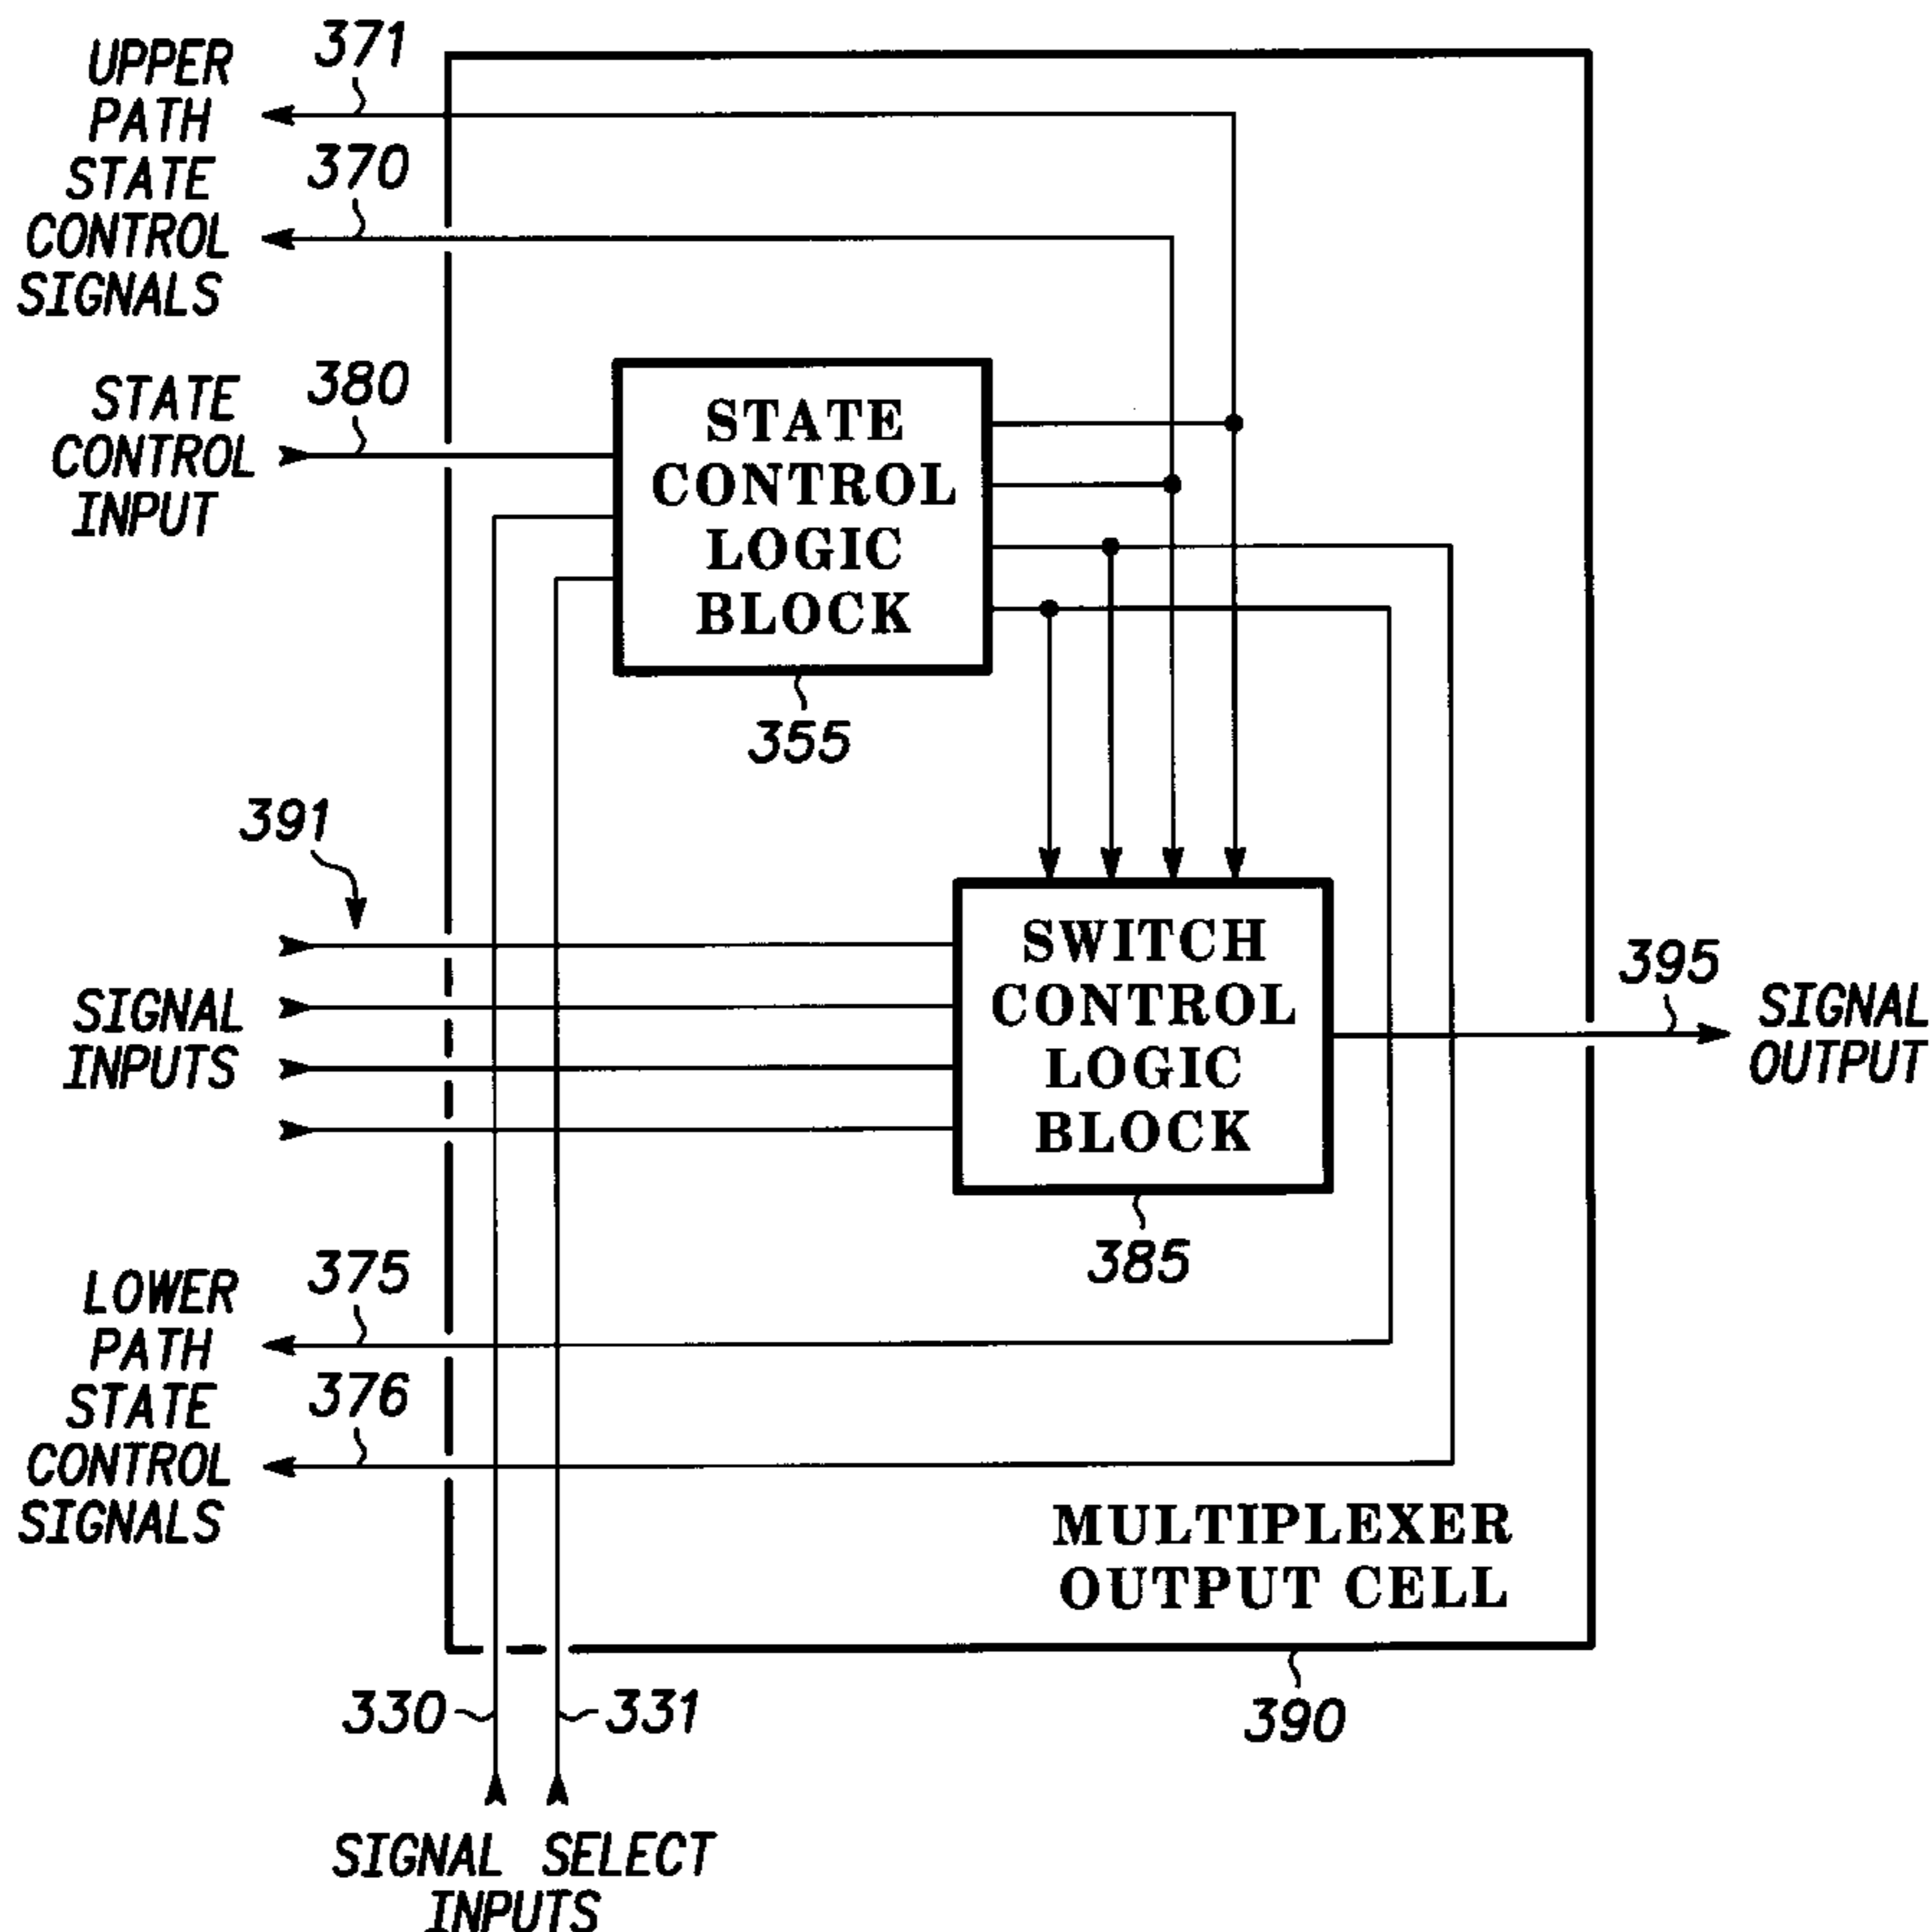 371
UPPER
PATH
STATE
CONTROL
SIGNALS
370
STATE
CONTROL
INPUT
380
STATE
CONTROL
LOGIC
BLOCK
355
391
SIGNAL
INPUTS
SWITCH
CONTROL
LOGIC
BLOCK
385
395
SIGNAL
OUTPUT
LOWER
PATH
STATE
CONTROL
SIGNALS
375
376
MULTIPLEXER
OUTPUT CELL
390
330
331
SIGNAL SELECT
INPUTS